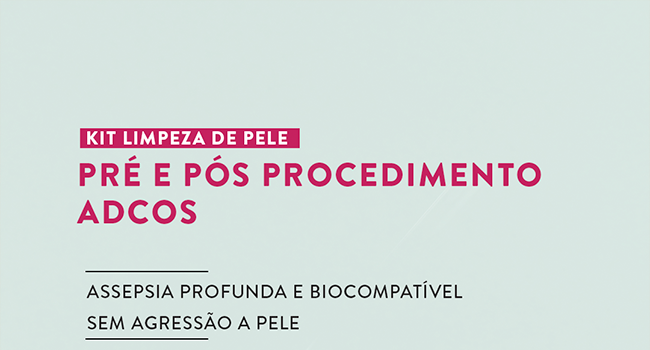 KIT LIMPEZA DE PELE
PRÉ E PÓS PROCEDIMENTO
ADCOS
ASSEPSIA PROFUNDA E BIOCOMPATÍVEL
SEM AGRESSÃO A PELE